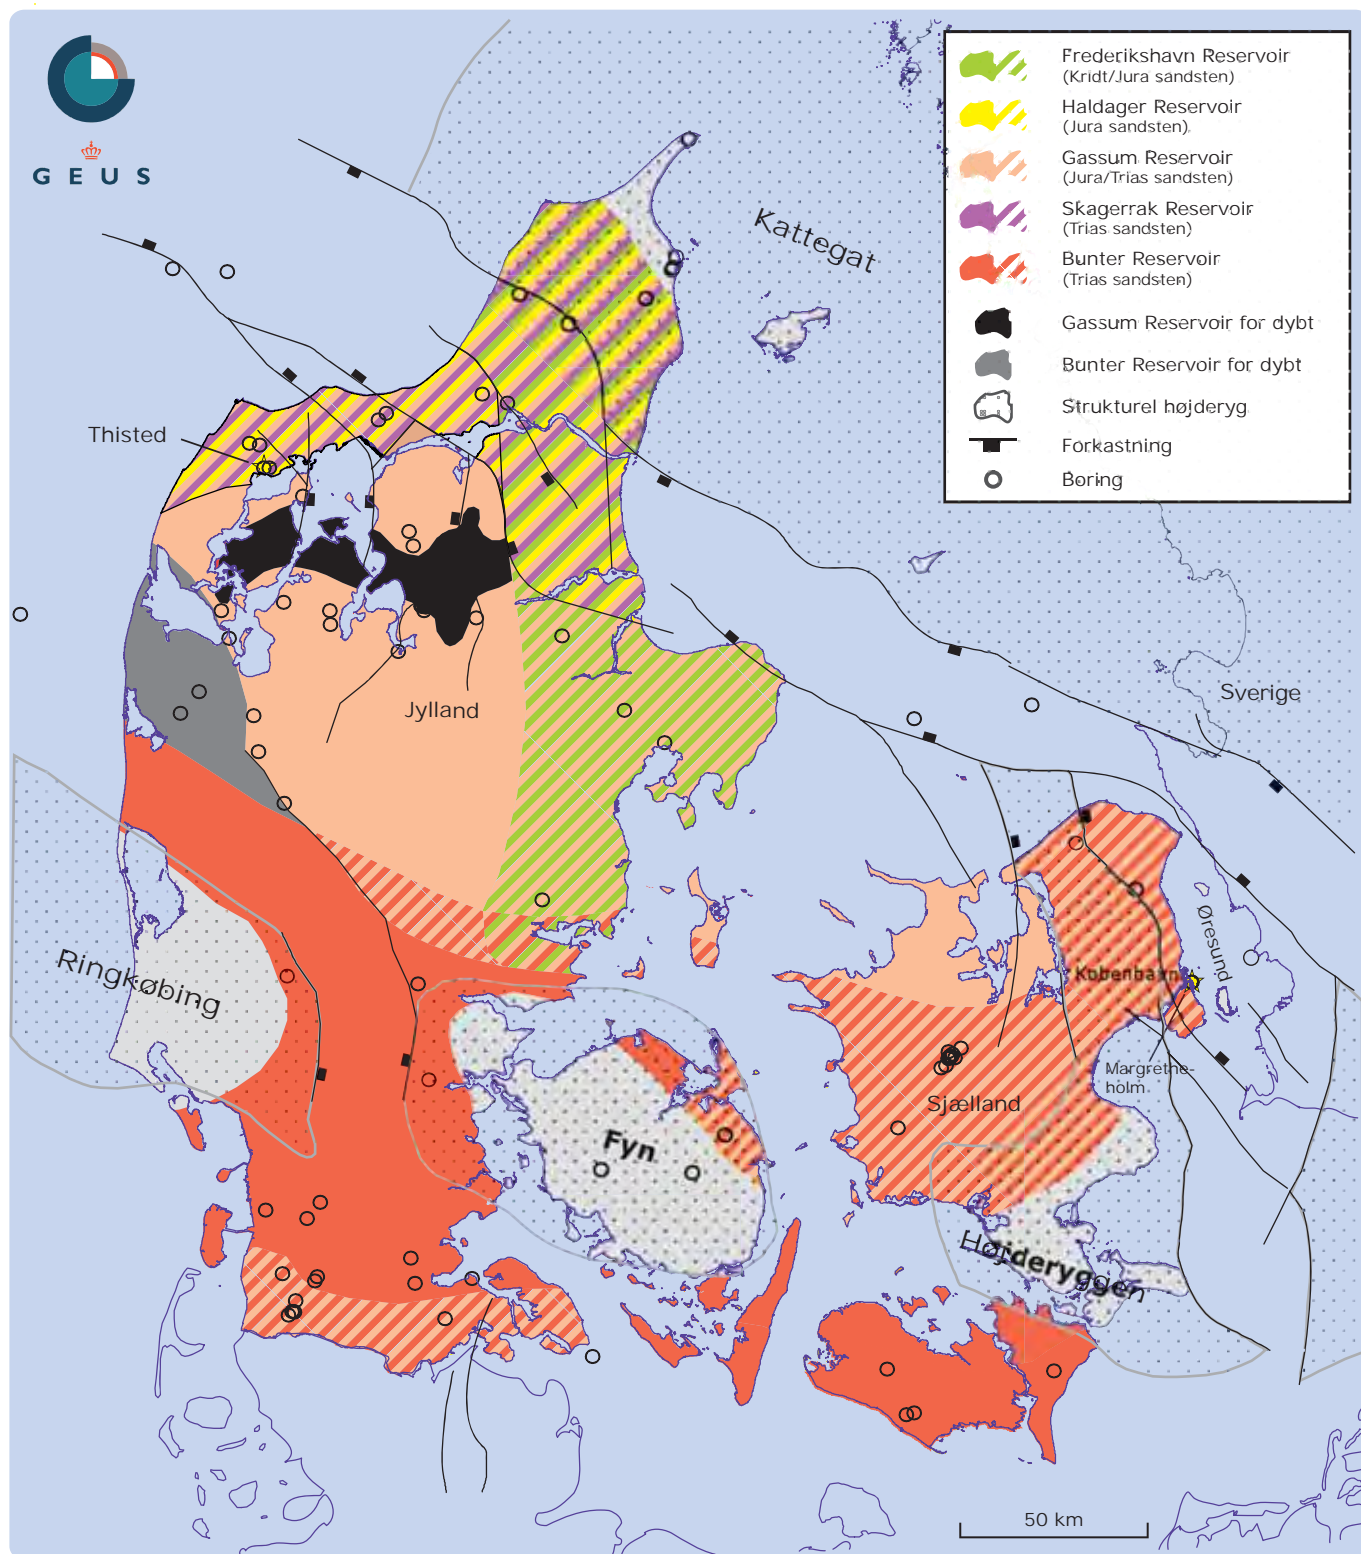 GEUS
Frederikshavn Reservoir
(Kridt/Jura sandsten)
Haldager Reservoir
(Jura sandsten)
Gassum Reservoir
(Jura/Trias sandsten)
Skagerrak Reservoir
(Trias sandsten)
Bunter Reservoir
(Trias sandsten)
Gassum Reservoir for dybt
Bunter Reservoir for dybt
Strukturel højderyg
Forkastning
Boring
Kattegat
Thisted
Sverige
Jylland
Øresund
Ringkøbing
København
Margrethe-
holm
Sjælland
Fyn
Højderyggen
50 km